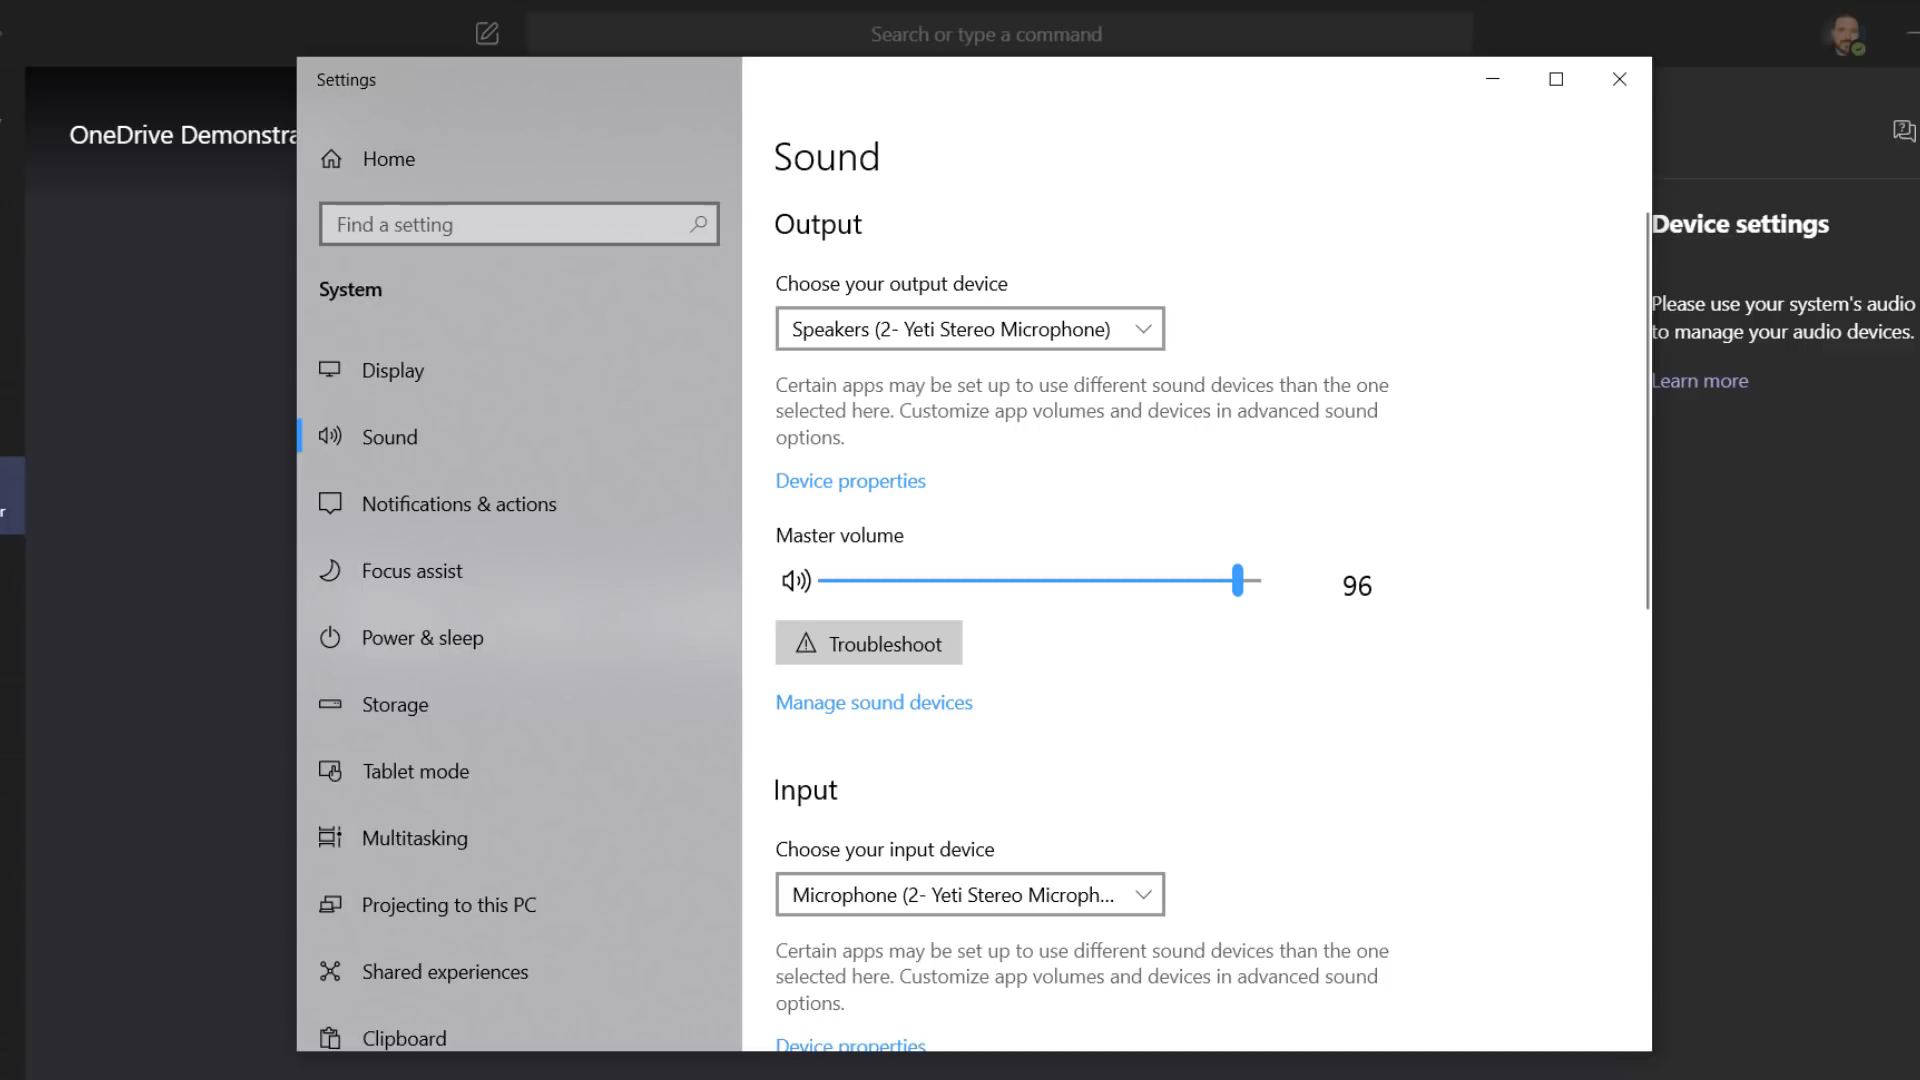 Search or type a command
OneDrive Demonstra
Settings
Home
Find a setting
System
Display
Sound
Notifications & actions
Focus assist
Power & sleep
Storage
Tablet mode
Multitasking
Projecting to this PC
Shared experiences
Clipboard
Sound
Output
Choose your output device
Speakers (2- Yeti Stereo Microphone)
Certain apps may be set up to use different sound devices than the one
selected here. Customize app volumes and devices in advanced sound
options.
Device properties
Master volume
96
Troubleshoot
Manage sound devices
Input
Choose your input device
Microphone (2- Yeti Stereo Microph...
Certain apps may be set up to use different sound devices than the one
selected here. Customize app volumes and devices in advanced sound
options.
Device properties
Device settings
Please use your system's audio
to manage your audio devices.
Learn more
r